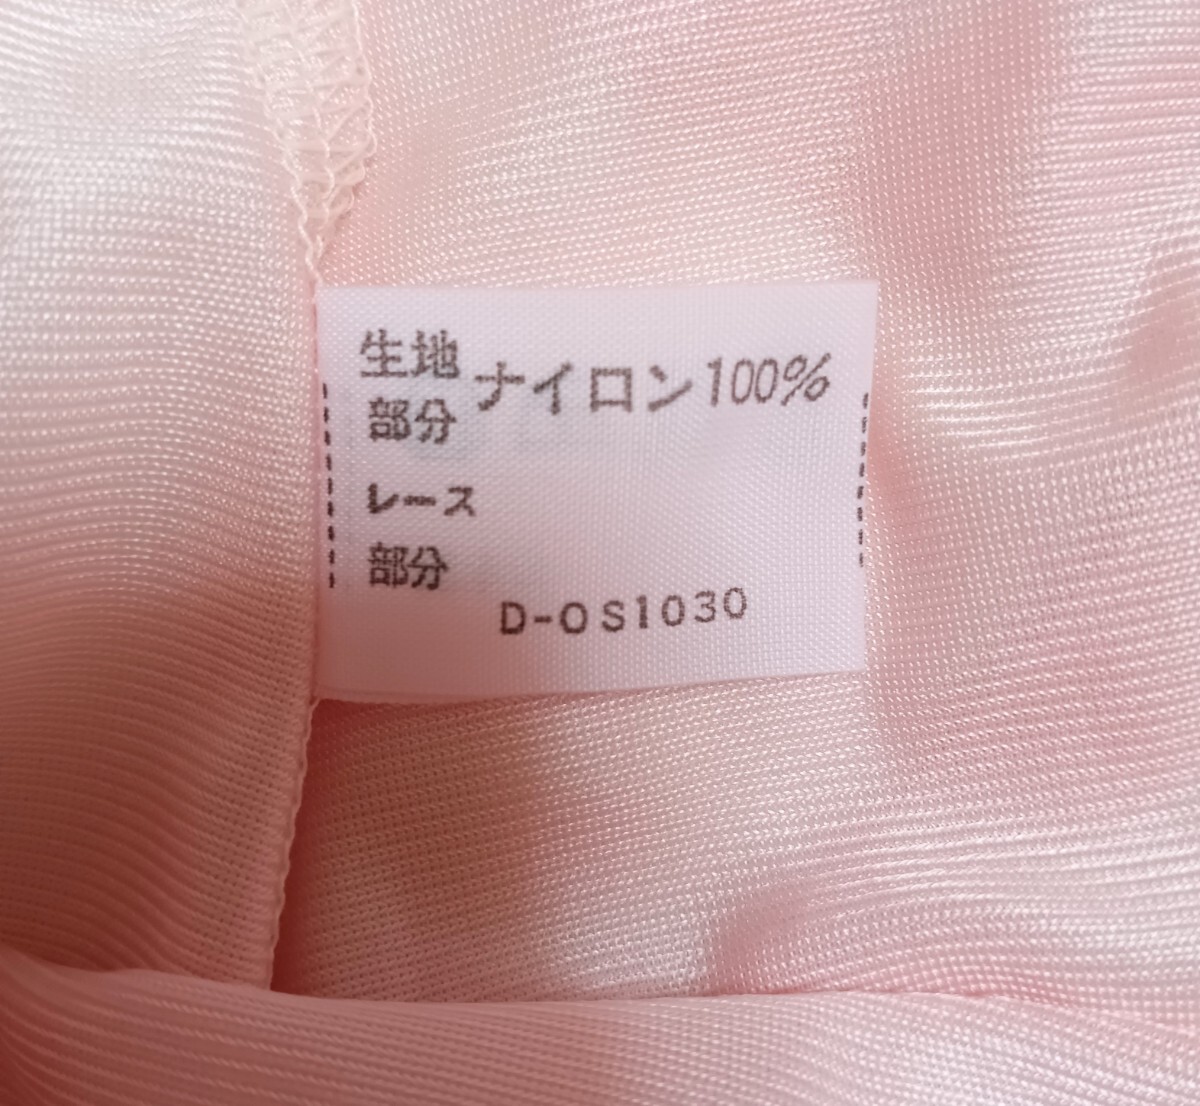 生地
部分 ナイロン100%
レース
部分
D-OS1030